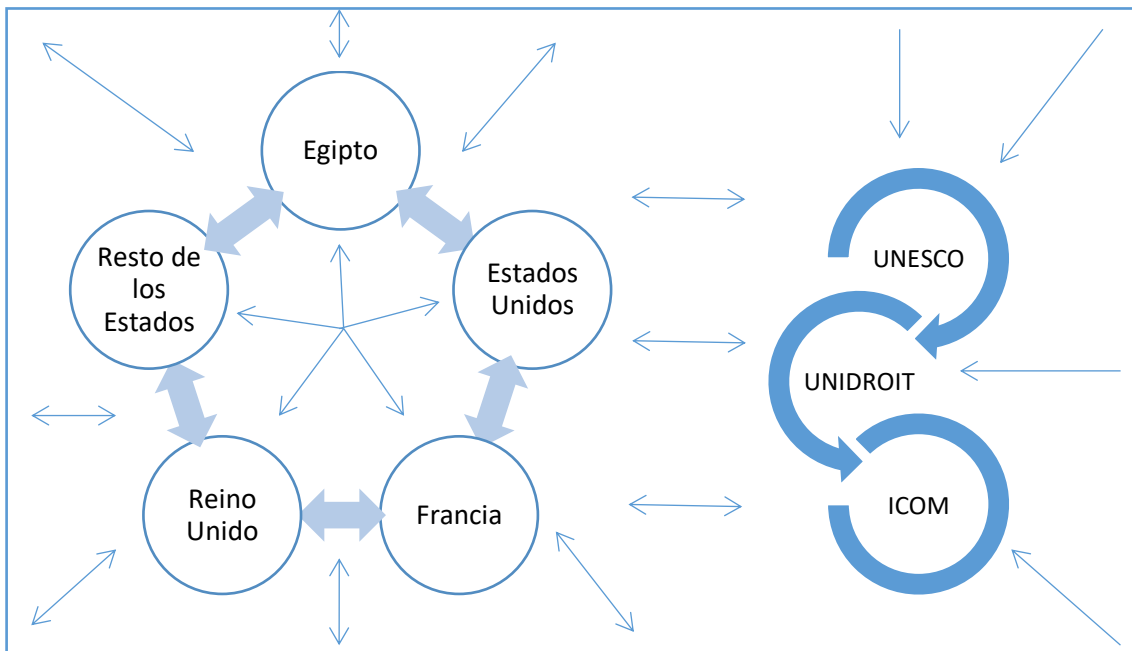 Egipto
Resto de
los
Estados
Estados
Unidos
Reino
Unido
Francia
UNESCO
UNIDROIT
ICOM